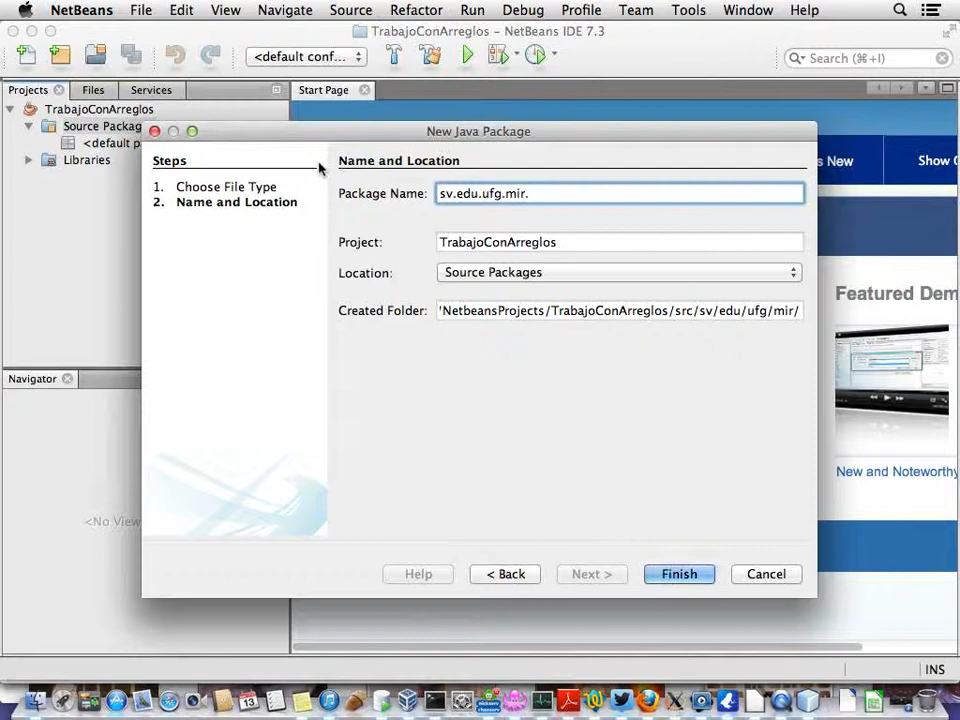 NetBeans File Edit View Navigate Source Refactor Run Debug Profile Team Tools Window Help
TrabajoConArreglos – NetBeans IDE 7.3
<default conf... Search (⌘+I)
Projects Files Services Start Page
TrabajoConArreglos
Source Packag
<default p
Libraries
New Java Package
Steps Name and Location
1. Choose File Type
2. Name and Location
Package Name: sv.edu.ufg.mir.
Project: TrabajoConArreglos
Location: Source Packages
Created Folder: 'NetbeansProjects/TrabajoConArreglos/src/sv/edu/ufg/mir/
s New Show
Featured Dem
Navigator
<No View
New and Noteworthy
Help < Back Next > Finish Cancel
INS